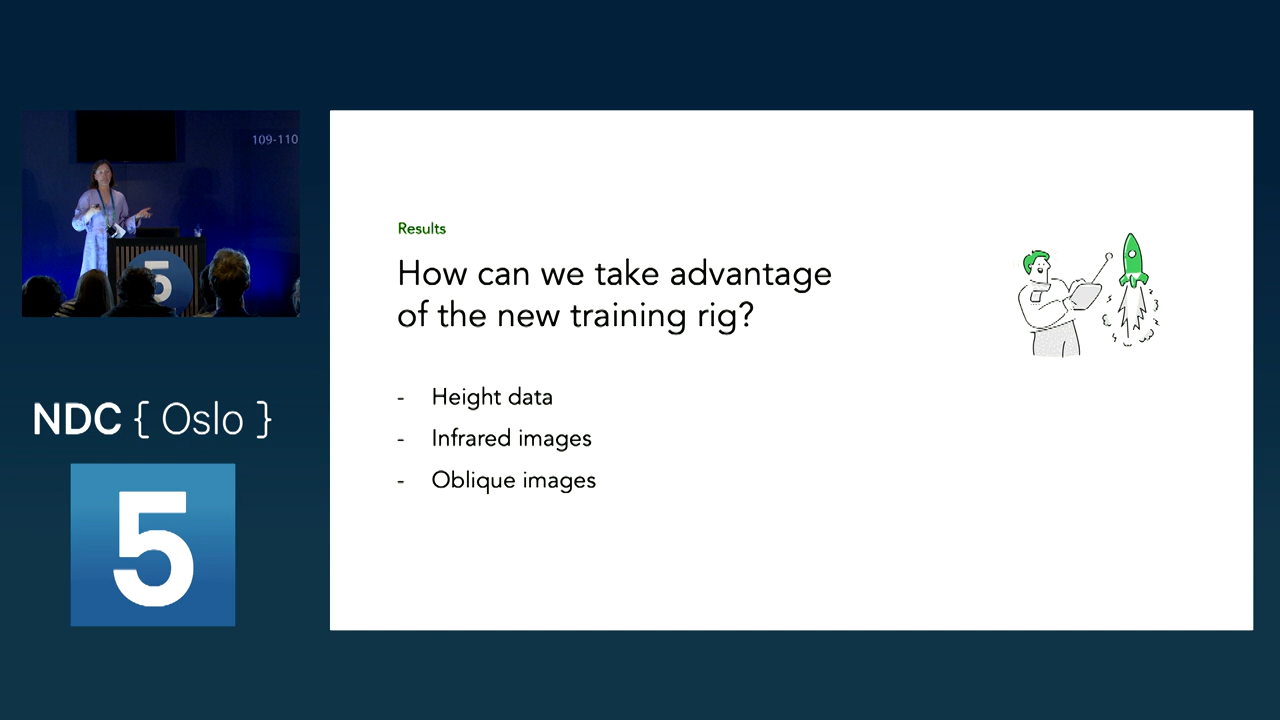 109-110
5
NDC { Oslo }
5
Results
How can we take advantage
of the new training rig?
- Height data
- Infrared images
- Oblique images